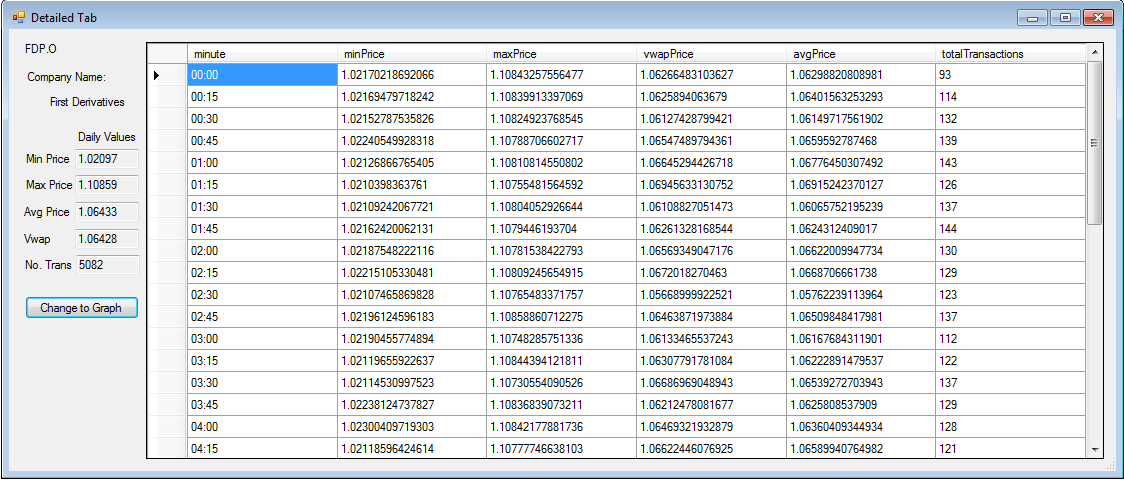 Detailed Tab
FDP.O
Company Name:
First Derivatives
Daily Values
Min Price 1.02097
Max Price 1.10859
Avg Price 1.06433
Vwap 1.06428
No. Trans 5082
Change to Graph
minute minPrice maxPrice vwapPrice avgPrice totalTransactions
00:00 1.02170218692066 1.10843257556477 1.06266483103627 1.06298820808981 93
00:15 1.02169479718242 1.10839913397069 1.0625894063679 1.06401563253293 114
00:30 1.02152787535826 1.10824923768545 1.06127428799421 1.06149717561902 132
00:45 1.02240549928318 1.10788706602717 1.06547489794361 1.0659592787468 139
01:00 1.02126866765405 1.10810814550802 1.06645294426718 1.06776450307492 143
01:15 1.0210398363761 1.10755481564592 1.06945633130752 1.06915242370127 126
01:30 1.02109242067721 1.10804052926644 1.06108827051473 1.06065752195239 137
01:45 1.02162420062131 1.1079446193704 1.06261328168544 1.0624312409017 144
02:00 1.02187548222116 1.10781538422793 1.06569349047176 1.06622009947734 130
02:15 1.02215105330481 1.10809245654915 1.0672018270463 1.0668706661738 129
02:30 1.02107465869828 1.10765483371757 1.05668999922521 1.05762239113964 123
02:45 1.02196124596183 1.10858860712275 1.06463871973884 1.06509848417981 137
03:00 1.02190455774894 1.10748285751336 1.06133465537243 1.06167684311901 112
03:15 1.02119655922637 1.10844394121811 1.06307791781084 1.06222891479537 122
03:30 1.02114530997523 1.10730554090526 1.06686969048943 1.06539272703943 137
03:45 1.02238124737827 1.10836839073211 1.06212478081677 1.0625808537909 129
04:00 1.02300409719303 1.10842177881736 1.06469321932879 1.06360409344934 128
04:15 1.02118596424614 1.10777746638103 1.06622446076925 1.06589940764982 121